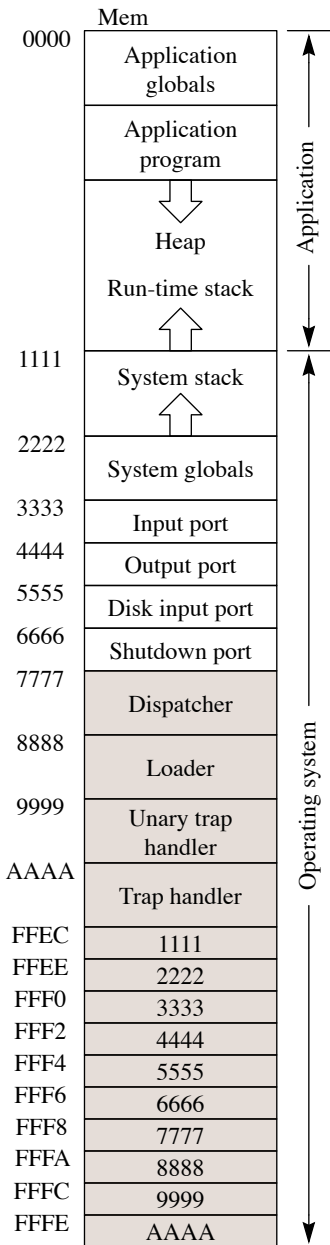 Mem
0000
Application
globals
Application
program
Heap
Run-time stack
Application
1111
System stack
2222
System globals
3333
Input port
4444
Output port
5555
Disk input port
6666
Shutdown port
7777
Dispatcher
8888
Loader
9999
Unary trap
handler
AAAA
Trap handler
Operating system
FFEC
1111
FFEE
2222
FFF0
3333
FFF2
4444
FFF4
5555
FFF6
6666
FFF8
7777
FFFA
8888
FFFC
9999
FFFE
AAAA